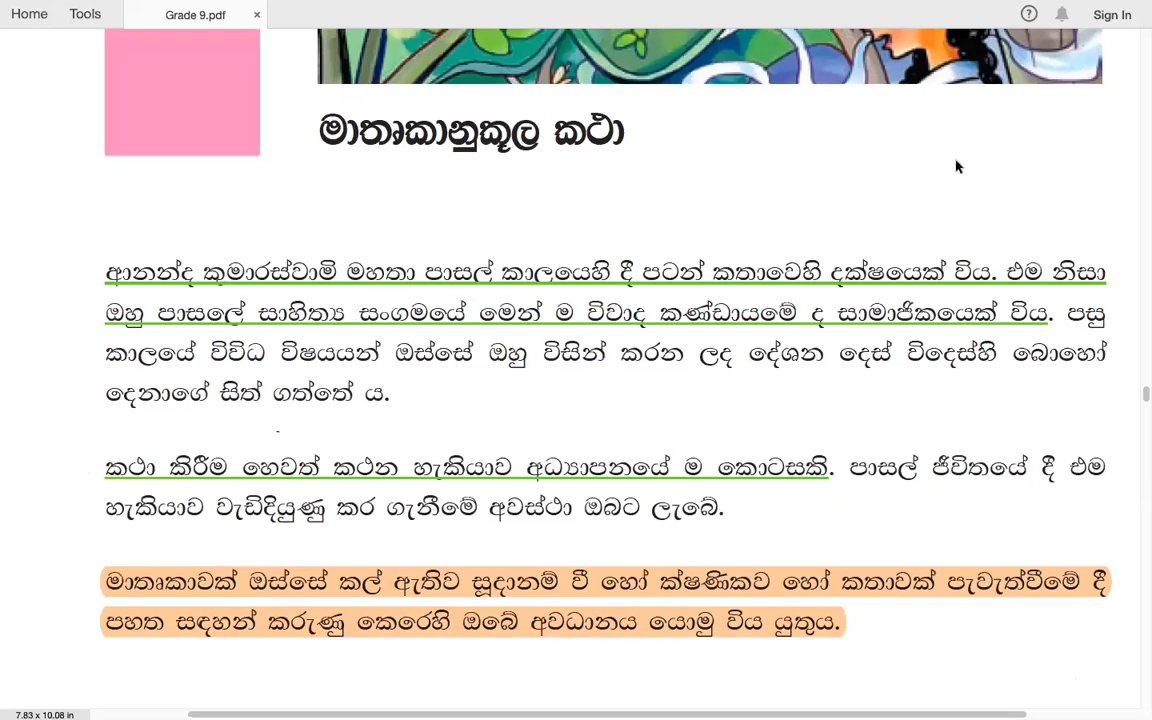 Home Tools Grade 9.pdf × ? Sign In
මාතෘකානුකූල කථා
ආනන්ද කුමාරස්වාමි මහතා පාසල් කාලයෙහි දී පටන් කතාවෙහි දක්ෂයෙක් විය. එම නිසා
ඔහු පාසලේ සාහිත්‍ය සංගමයේ මෙන් ම විවාද කණ්ඩායමේ ද සාමාජිකයෙක් විය. පසු
කාලයේ විවිධ විෂයයන් ඔස්සේ ඔහු විසින් කරන ලද දේශන දෙස් විදෙස්හි බොහෝ
දෙනාගේ සිත් ගත්තේ ය.
කථා කිරීම හෙවත් කථන හැකියාව අධ්‍යාපනයේ ම කොටසකි. පාසල් ජීවිතයේ දී එම
හැකියාව වැඩිදියුණු කර ගැනීමේ අවස්ථා ඔබට ලැබේ.
මාතෘකාවක් ඔස්සේ කල් ඇතිව සූදානම් වී හෝ ක්ෂණිකව හෝ කතාවක් පැවැත්වීමේ දී
පහත සඳහන් කරුණු කෙරෙහි ඔබේ අවධානය යොමු විය යුතුය.
7.83 x 10.08 in